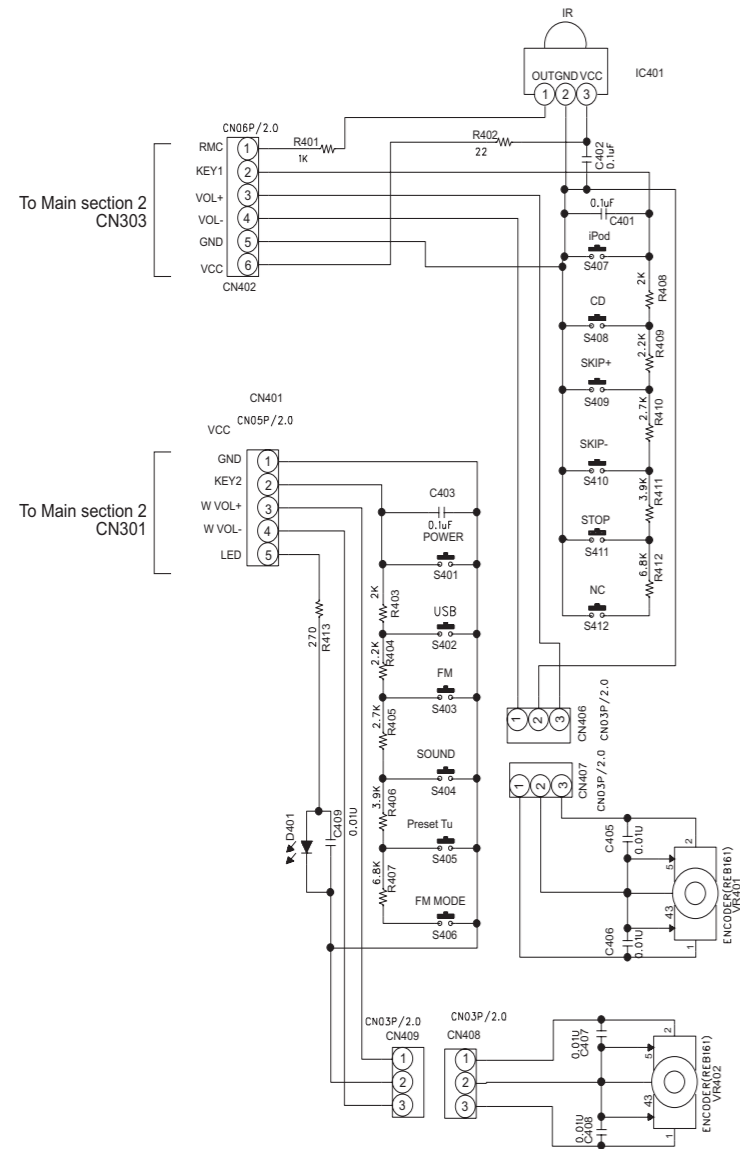 IR
OUT GND VCC
IC401
1 2 3
CN06P/2.0
RMC 1
KEY1 2
VOL+ 3
VOL- 4
GND 5
VCC 6
CN402
To Main section 2
CN303
R401
1K
R402
22
C402
0.1uF
0.1uF
C401
iPod
S407
2K
R408
CD
S408
2.2K
R409
SKIP+
S409
2.7K
R410
SKIP-
S410
3.9K
R411
STOP
S411
6.8K
R412
NC
S412
CN401
CN05P/2.0
VCC
GND 1
KEY2 2
W VOL+ 3
W VOL- 4
LED 5
To Main section 2
CN301
C403
0.1uF
POWER
S401
2K
R403
USB
S402
2.2K
R404
FM
S403
2.7K
R405
SOUND
S404
3.9K
R406
Preset Tu
S405
6.8K
R407
FM MODE
S406
270
R413
D401
C409
0.01U
1 2 3
CN406
CN03P/2.0
1 2 3
CN407
CN03P/2.0
C405
0.01U
C406
0.01U
2
5
43
1
ENCODER(REB161)
VR401
CN03P/2.0
CN409
1
2
3
CN03P/2.0
CN408
1
2
3
0.01U
C407
0.01U
C408
2
5
43
1
ENCODER(REB161)
VR402